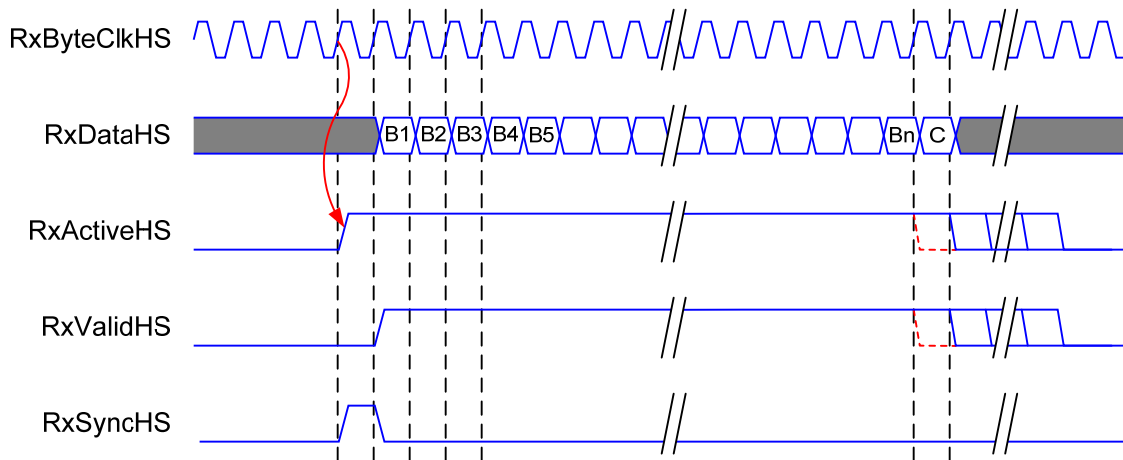 RxByteClkHS
RxDataHS B1 B2 B3 B4 B5 Bn C
RxActiveHS
RxValidHS
RxSyncHS